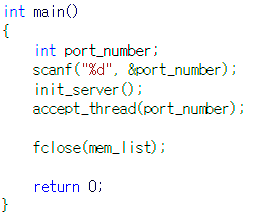 int main()
{
    int port_number;
    scanf("%d", &port_number);
    init_server();
    accept_thread(port_number);

    fclose(mem_list);

    return 0;
}